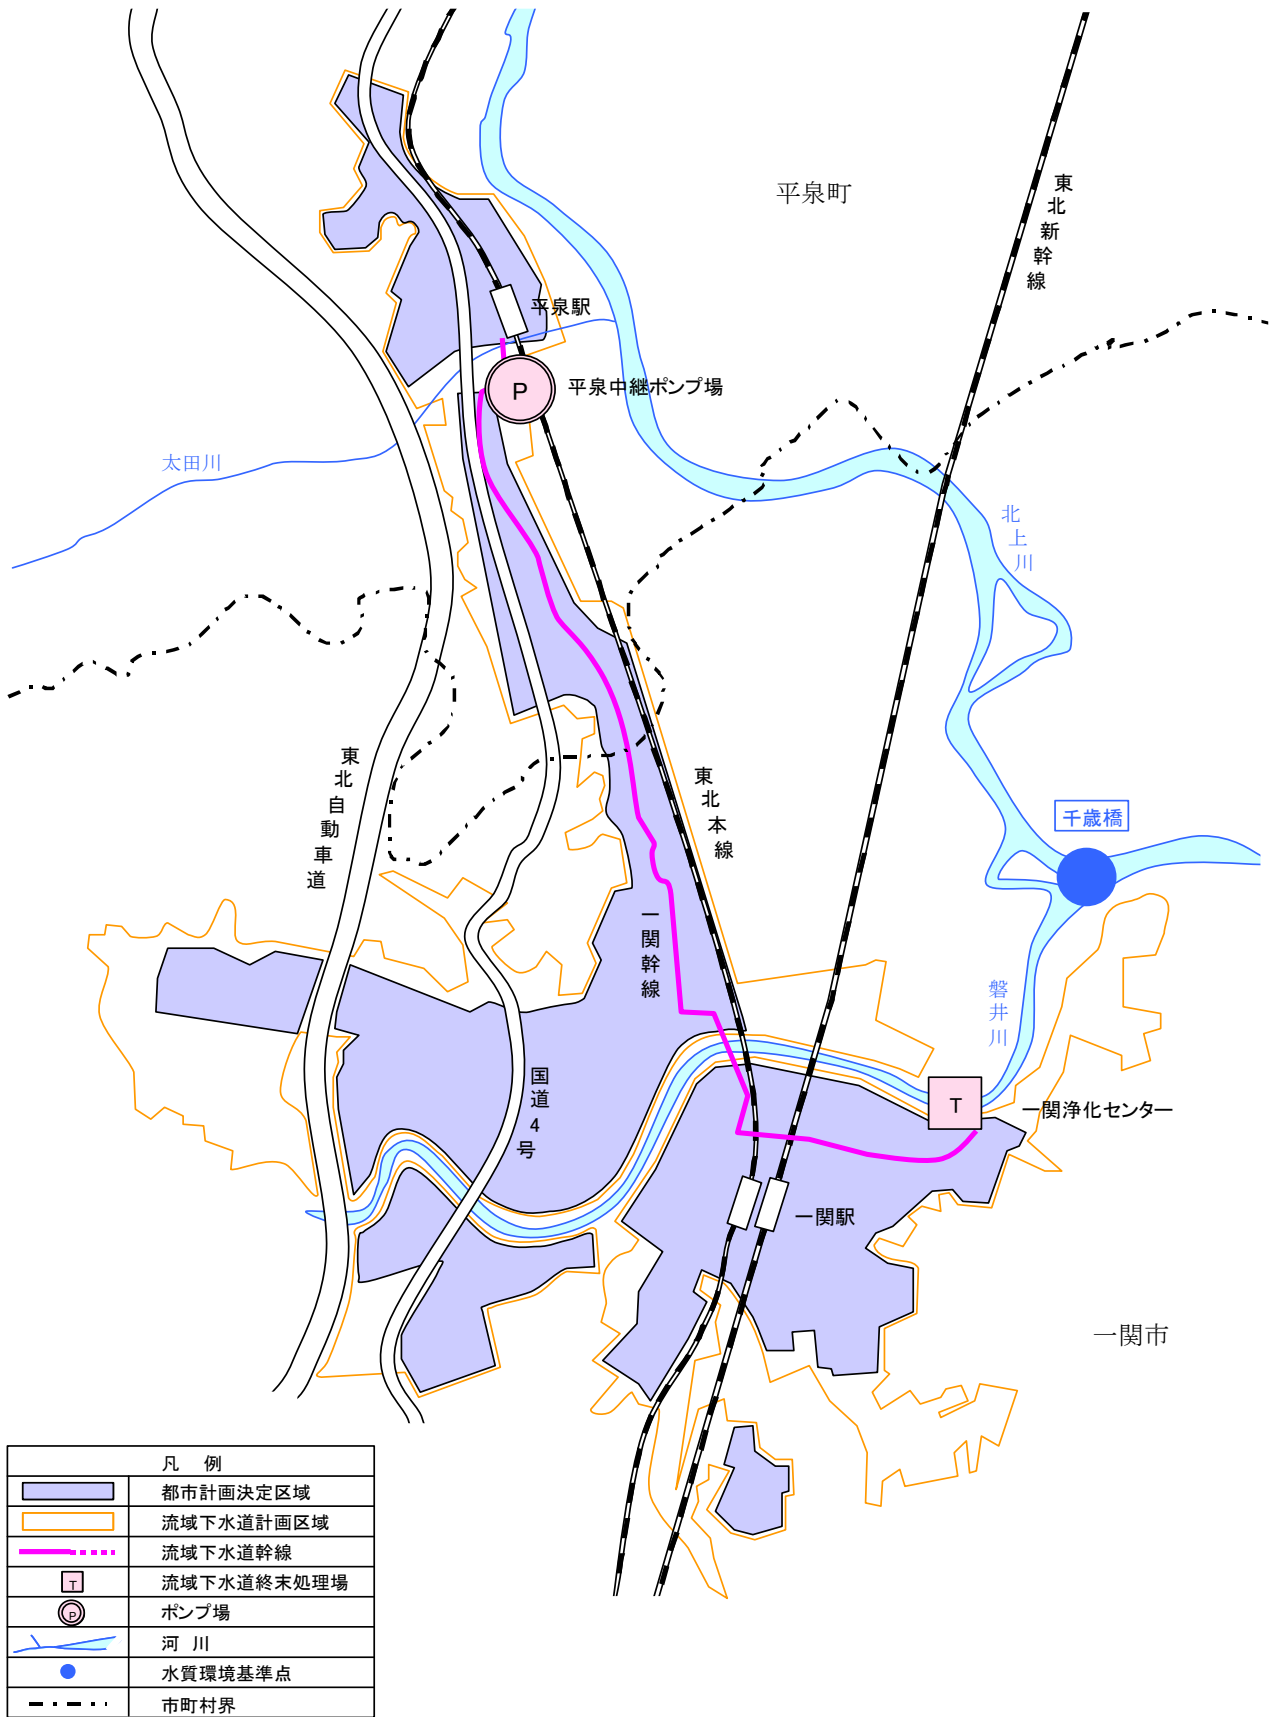 平泉町
東北新幹線
平泉駅
P
平泉中継ポンプ場
太田川
北上川
東北自動車道
東北本線
千歳橋
一関幹線
磐井川
国道4号
T
一関浄化センター
一関駅
一関市
凡 例
都市計画決定区域
流域下水道計画区域
流域下水道幹線
T
流域下水道終末処理場
P
ポンプ場
河 川
水質環境基準点
市町村界